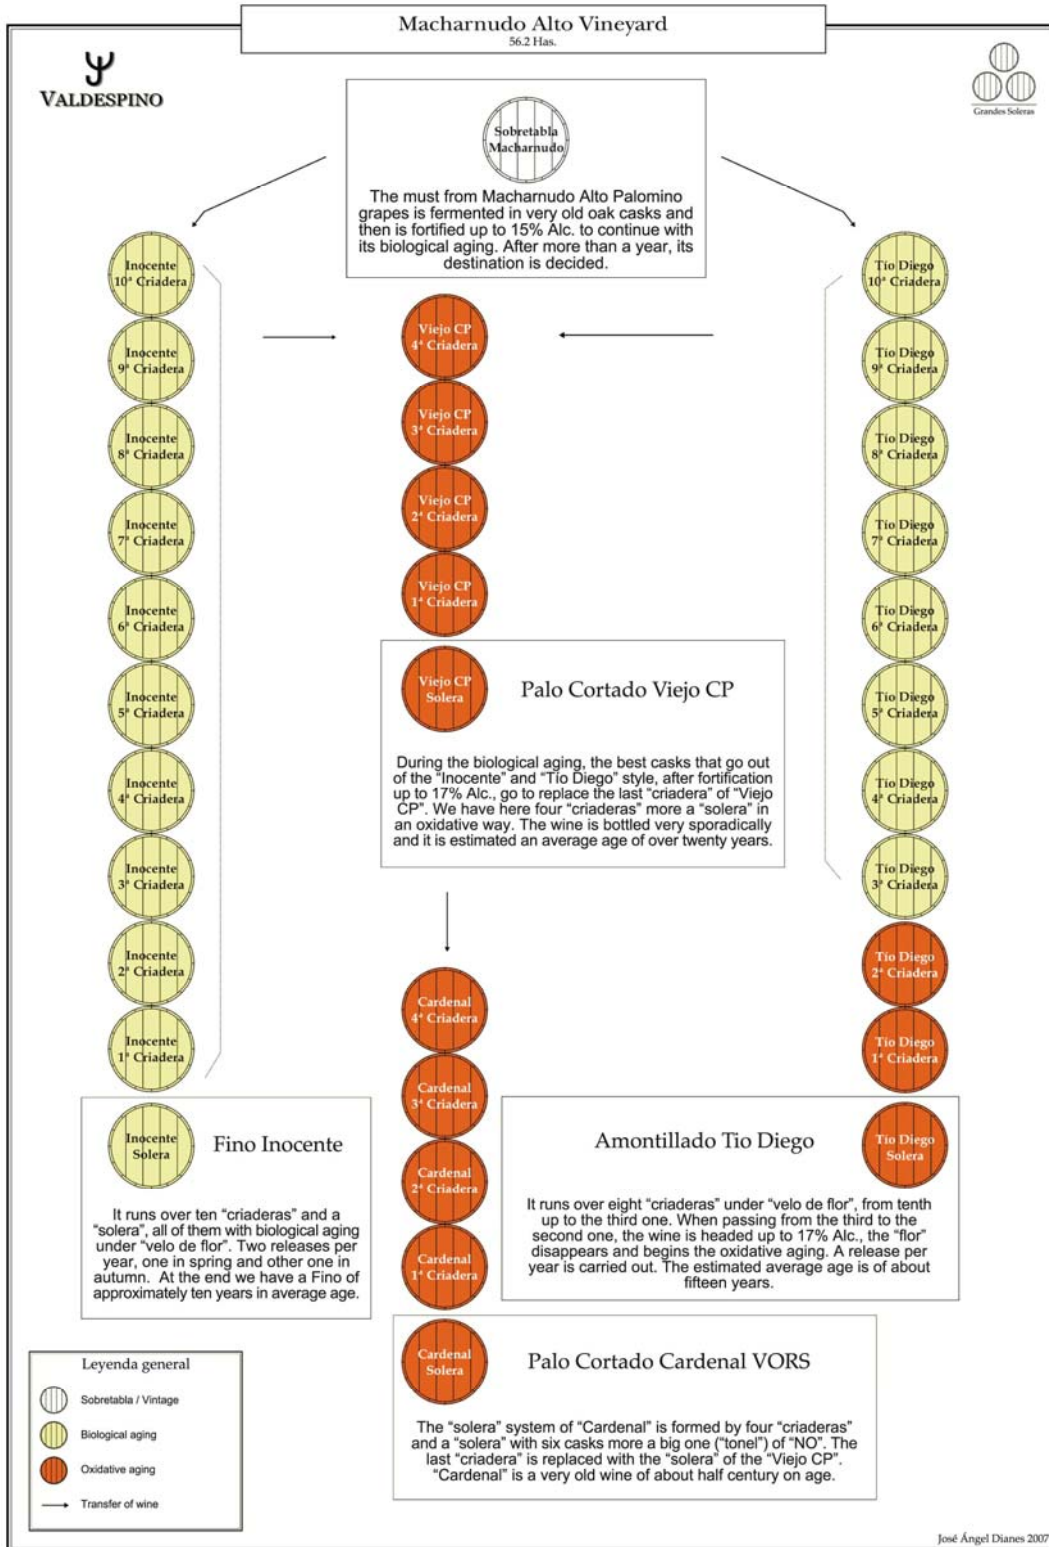 Macharnudo Alto Vineyard
56.2 Has.
VALDESPINO
Grandes Soleras
Sobretabla
Macharnudo
The must from Macharnudo Alto Palomino
grapes is fermented in very old oak casks and
then is fortified up to 15% Alc. to continue with
its biological aging. After more than a year, its
destination is decided.
Inocente
10ª Criadera
Inocente
9ª Criadera
Inocente
8ª Criadera
Inocente
7ª Criadera
Inocente
6ª Criadera
Inocente
5ª Criadera
Inocente
4ª Criadera
Inocente
3ª Criadera
Inocente
2ª Criadera
Inocente
1ª Criadera
Inocente
Solera
Fino Inocente
It runs over ten “criaderas” and a
“solera”, all of them with biological aging
under “velo de flor”. Two releases per
year, one in spring and other one in
autumn. At the end we have a Fino of
approximately ten years in average age.
Viejo CP
4ª Criadera
Viejo CP
3ª Criadera
Viejo CP
2ª Criadera
Viejo CP
1ª Criadera
Viejo CP
Solera
Palo Cortado Viejo CP
During the biological aging, the best casks that go out
of the “Inocente” and “Tío Diego” style, after fortification
up to 17% Alc., go to replace the last “criadera” of “Viejo
CP”. We have here four “criaderas” more a “solera” in
an oxidative way. The wine is bottled very sporadically
and it is estimated an average age of over twenty years.
Tío Diego
10ª Criadera
Tío Diego
9ª Criadera
Tío Diego
8ª Criadera
Tío Diego
7ª Criadera
Tío Diego
6ª Criadera
Tío Diego
5ª Criadera
Tío Diego
4ª Criadera
Tío Diego
3ª Criadera
Tío Diego
2ª Criadera
Tío Diego
1ª Criadera
Tío Diego
Solera
Amontillado Tio Diego
It runs over eight “criaderas” under “velo de flor”, from tenth
up to the third one. When passing from the third to the
second one, the wine is headed up to 17% Alc., the “flor”
disappears and begins the oxidative aging. A release per
year is carried out. The estimated average age is of about
fifteen years.
Cardenal
4ª Criadera
Cardenal
3ª Criadera
Cardenal
2ª Criadera
Cardenal
1ª Criadera
Cardenal
Solera
Palo Cortado Cardenal VORS
The “solera” system of “Cardenal” is formed by four “criaderas”
and a “solera” with six casks more a big one (“tonel”) of “NO”. The
last “criadera” is replaced with the “solera” of the “Viejo CP”.
“Cardenal” is a very old wine of about half century on age.
Leyenda general
Sobretabla / Vintage
Biological aging
Oxidative aging
Transfer of wine
José Ángel Dianes 2007